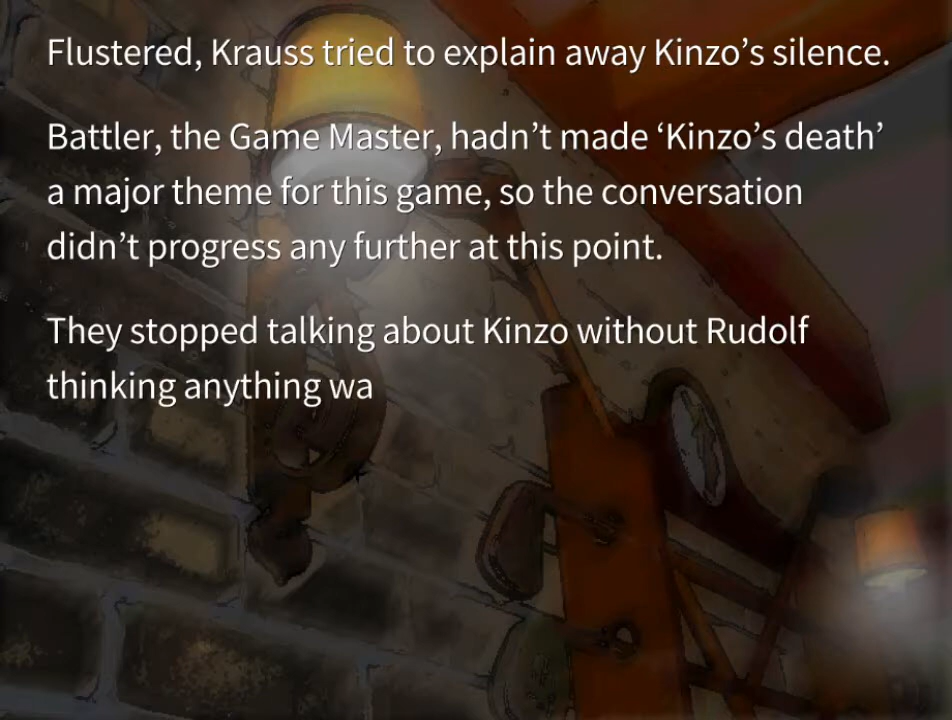 Flustered, Krauss tried to explain away Kinzo’s silence.
Battler, the Game Master, hadn’t made ‘Kinzo’s death’
a major theme for this game, so the conversation
didn’t progress any further at this point.
They stopped talking about Kinzo without Rudolf
thinking anything wa